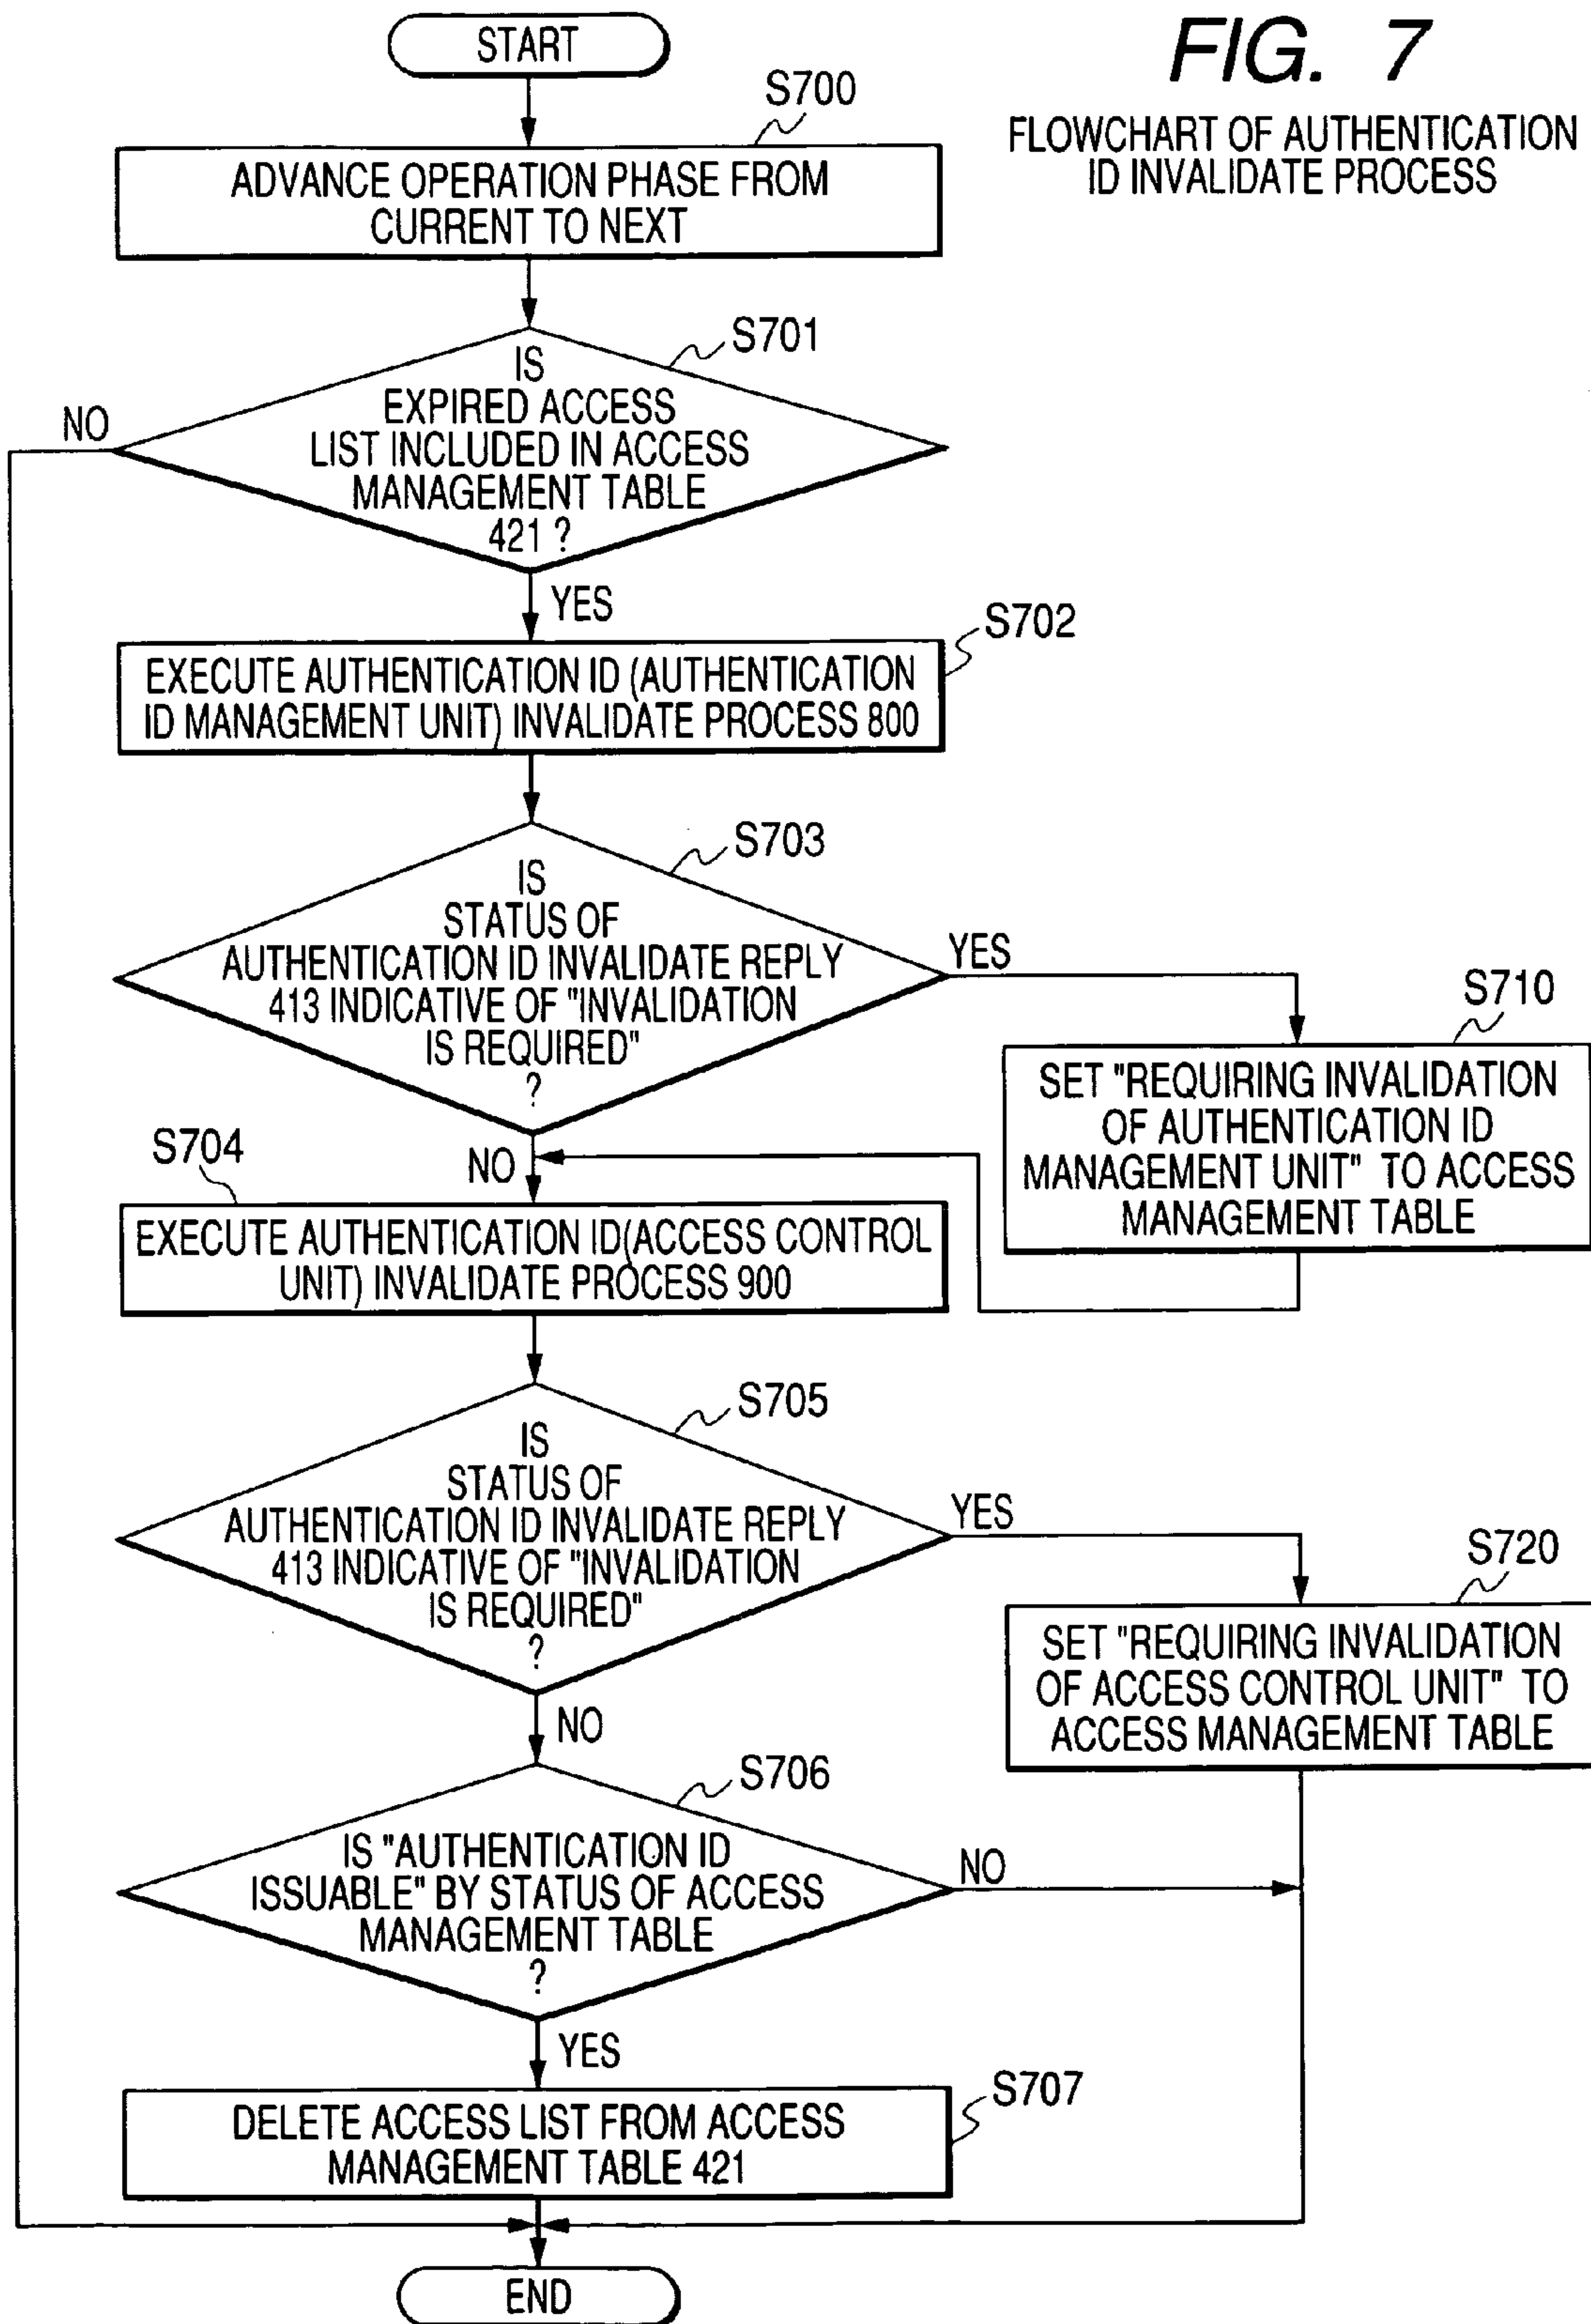 START
FIG. 7
FLOWCHART OF AUTHENTICATION
ID INVALIDATE PROCESS
S700
ADVANCE OPERATION PHASE FROM
CURRENT TO NEXT
S701
IS
EXPIRED ACCESS
LIST INCLUDED IN ACCESS
MANAGEMENT TABLE
421 ?
NO
YES
S702
EXECUTE AUTHENTICATION ID (AUTHENTICATION
ID MANAGEMENT UNIT) INVALIDATE PROCESS 800
S703
IS
STATUS OF
AUTHENTICATION ID INVALIDATE REPLY
413 INDICATIVE OF "INVALIDATION
IS REQUIRED"
?
YES
S710
SET "REQUIRING INVALIDATION
OF AUTHENTICATION ID
MANAGEMENT UNIT" TO ACCESS
MANAGEMENT TABLE
NO
S704
EXECUTE AUTHENTICATION ID(ACCESS CONTROL
UNIT) INVALIDATE PROCESS 900
S705
IS
STATUS OF
AUTHENTICATION ID INVALIDATE REPLY
413 INDICATIVE OF "INVALIDATION
IS REQUIRED"
?
YES
S720
SET "REQUIRING INVALIDATION
OF ACCESS CONTROL UNIT" TO
ACCESS MANAGEMENT TABLE
NO
S706
IS "AUTHENTICATION ID
ISSUABLE" BY STATUS OF ACCESS
MANAGEMENT TABLE
?
NO
YES
S707
DELETE ACCESS LIST FROM ACCESS
MANAGEMENT TABLE 421
END